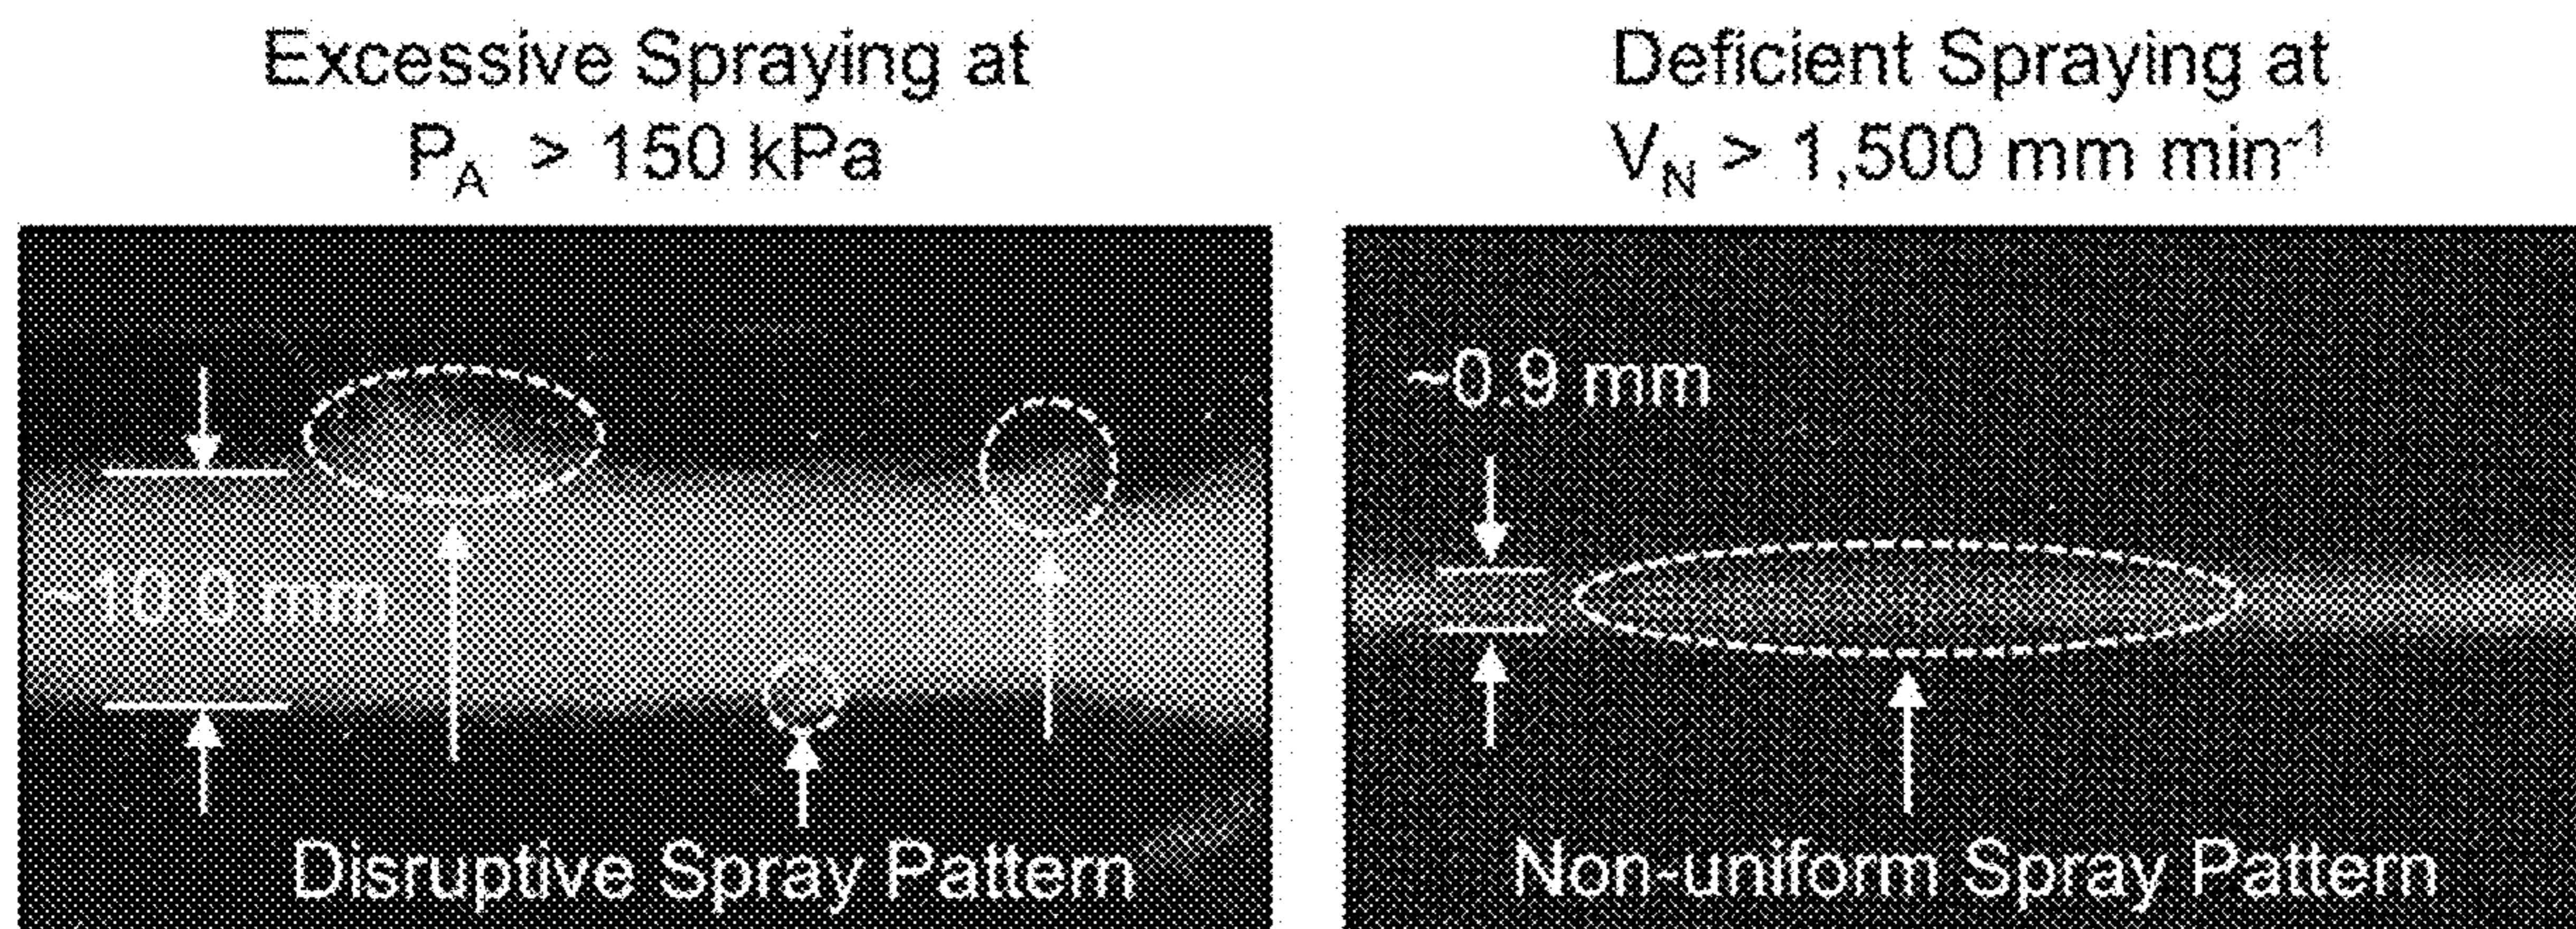 Excessive Spraying at
P_A > 150 kPa
~10.0 mm
Disruptive Spray Pattern
Deficient Spraying at
V_N > 1,500 mm min⁻¹
~0.9 mm
Non-uniform Spray Pattern